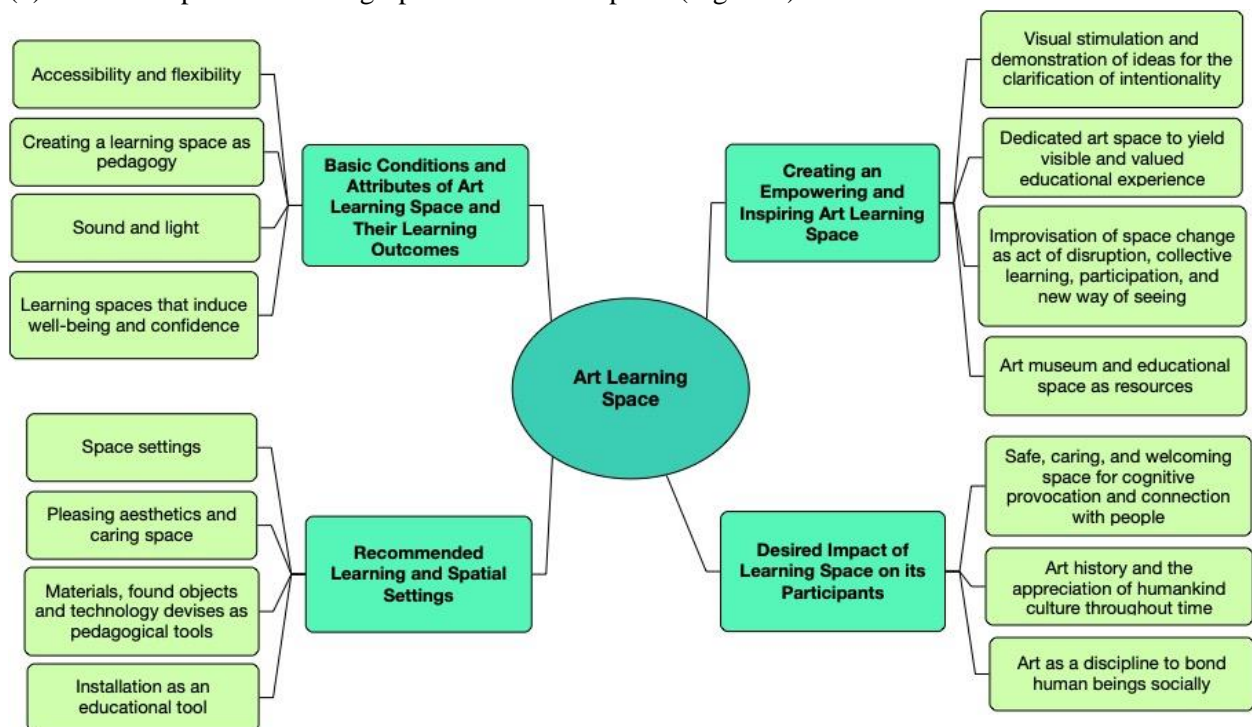 Accessibility and flexibility
Creating a learning space as
pedagogy
Sound and light
Learning spaces that induce
well-being and confidence
Basic Conditions and
Attributes of Art
Learning Space and
Their Learning
Outcomes
Creating an
Empowering and
Inspiring Art Learning
Space
Visual stimulation and
demonstration of ideas for the
clarification of intentionality
Dedicated art space to yield
visible and valued
educational experience
Improvisation of space change
as act of disruption, collective
learning, participation, and
new way of seeing
Art museum and educational
space as resources
Art Learning
Space
Space settings
Pleasing aesthetics and
caring space
Materials, found objects
and technology devises as
pedagogical tools
Installation as an
educational tool
Recommended
Learning and Spatial
Settings
Desired Impact of
Learning Space on its
Participants
Safe, caring, and welcoming
space for cognitive
provocation and connection
with people
Art history and the
appreciation of humankind
culture throughout time
Art as a discipline to bond
human beings socially